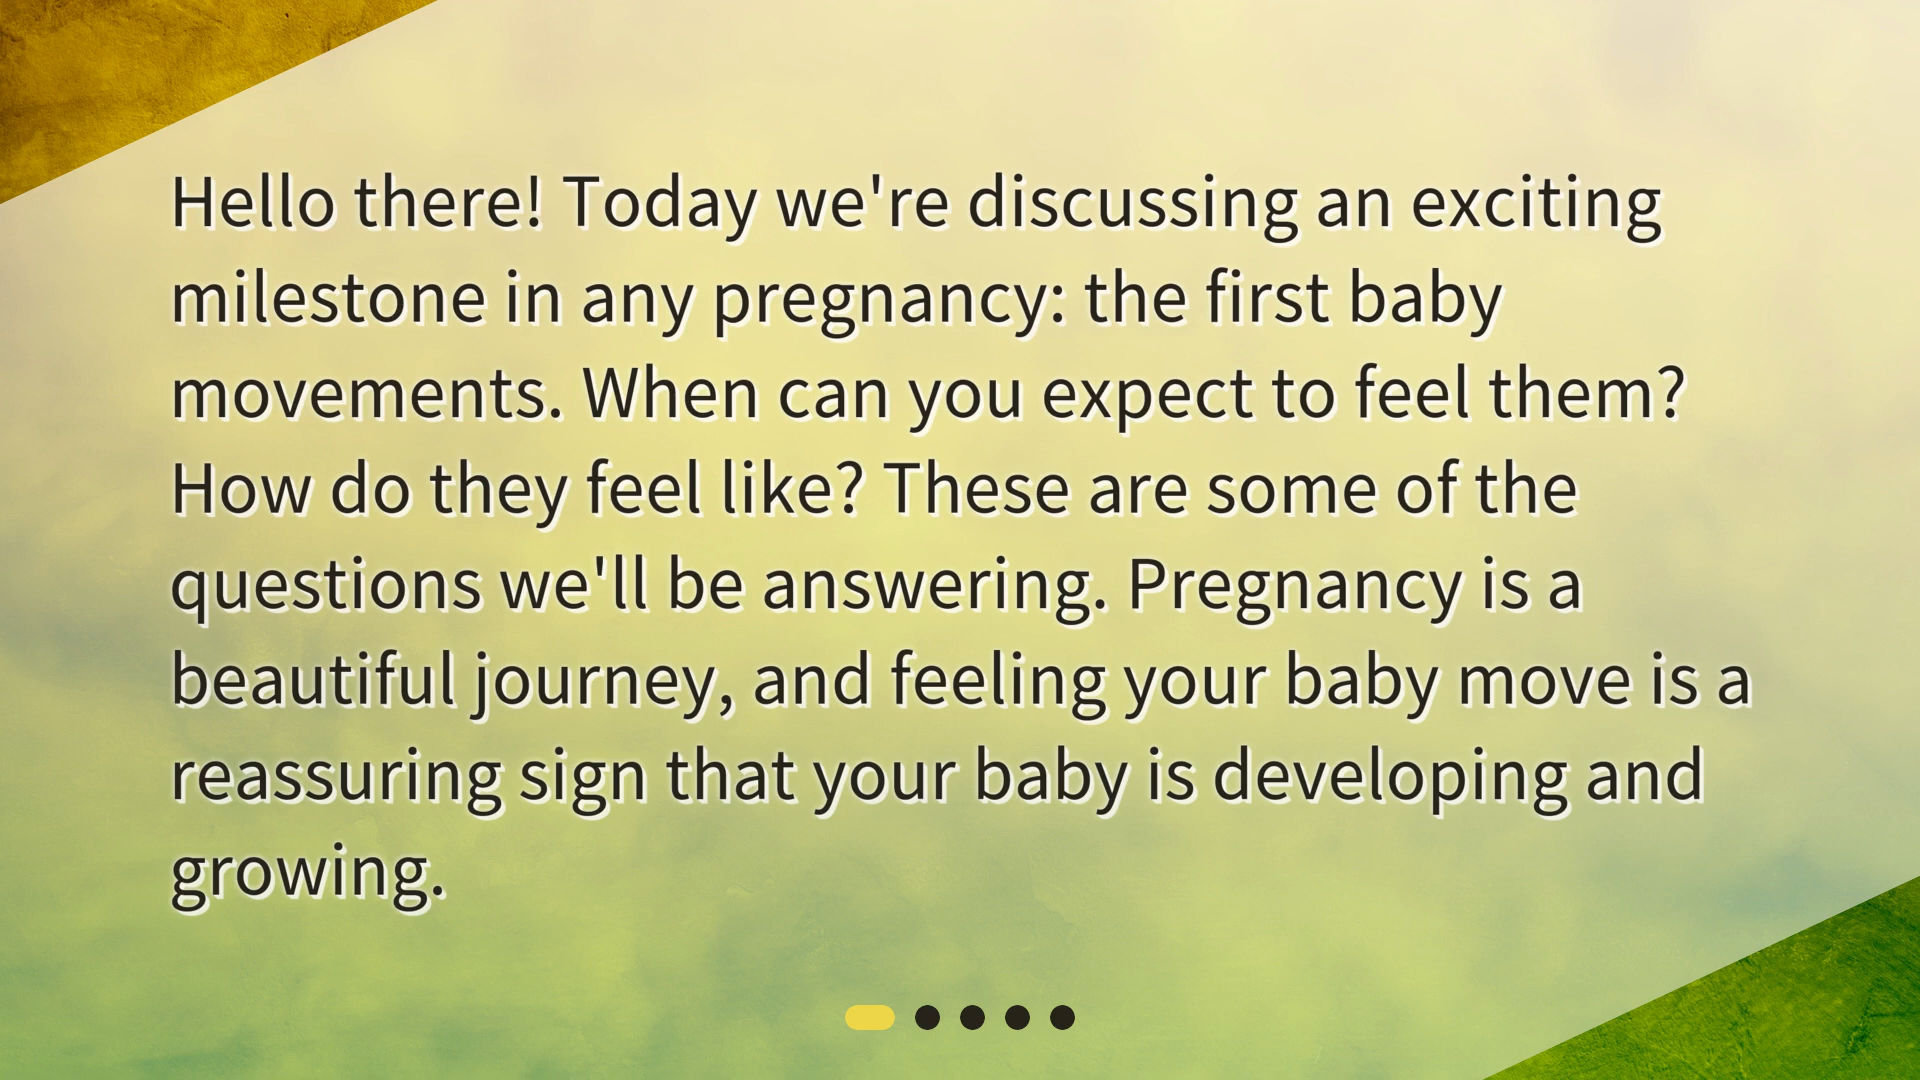 Hello there! Today we're discussing an exciting
milestone in any pregnancy: the first baby
movements. When can you expect to feel them?
How do they feel like? These are some of the
questions we'll be answering. Pregnancy is a
beautiful journey, and feeling your baby move is a
reassuring sign that your baby is developing and
growing.